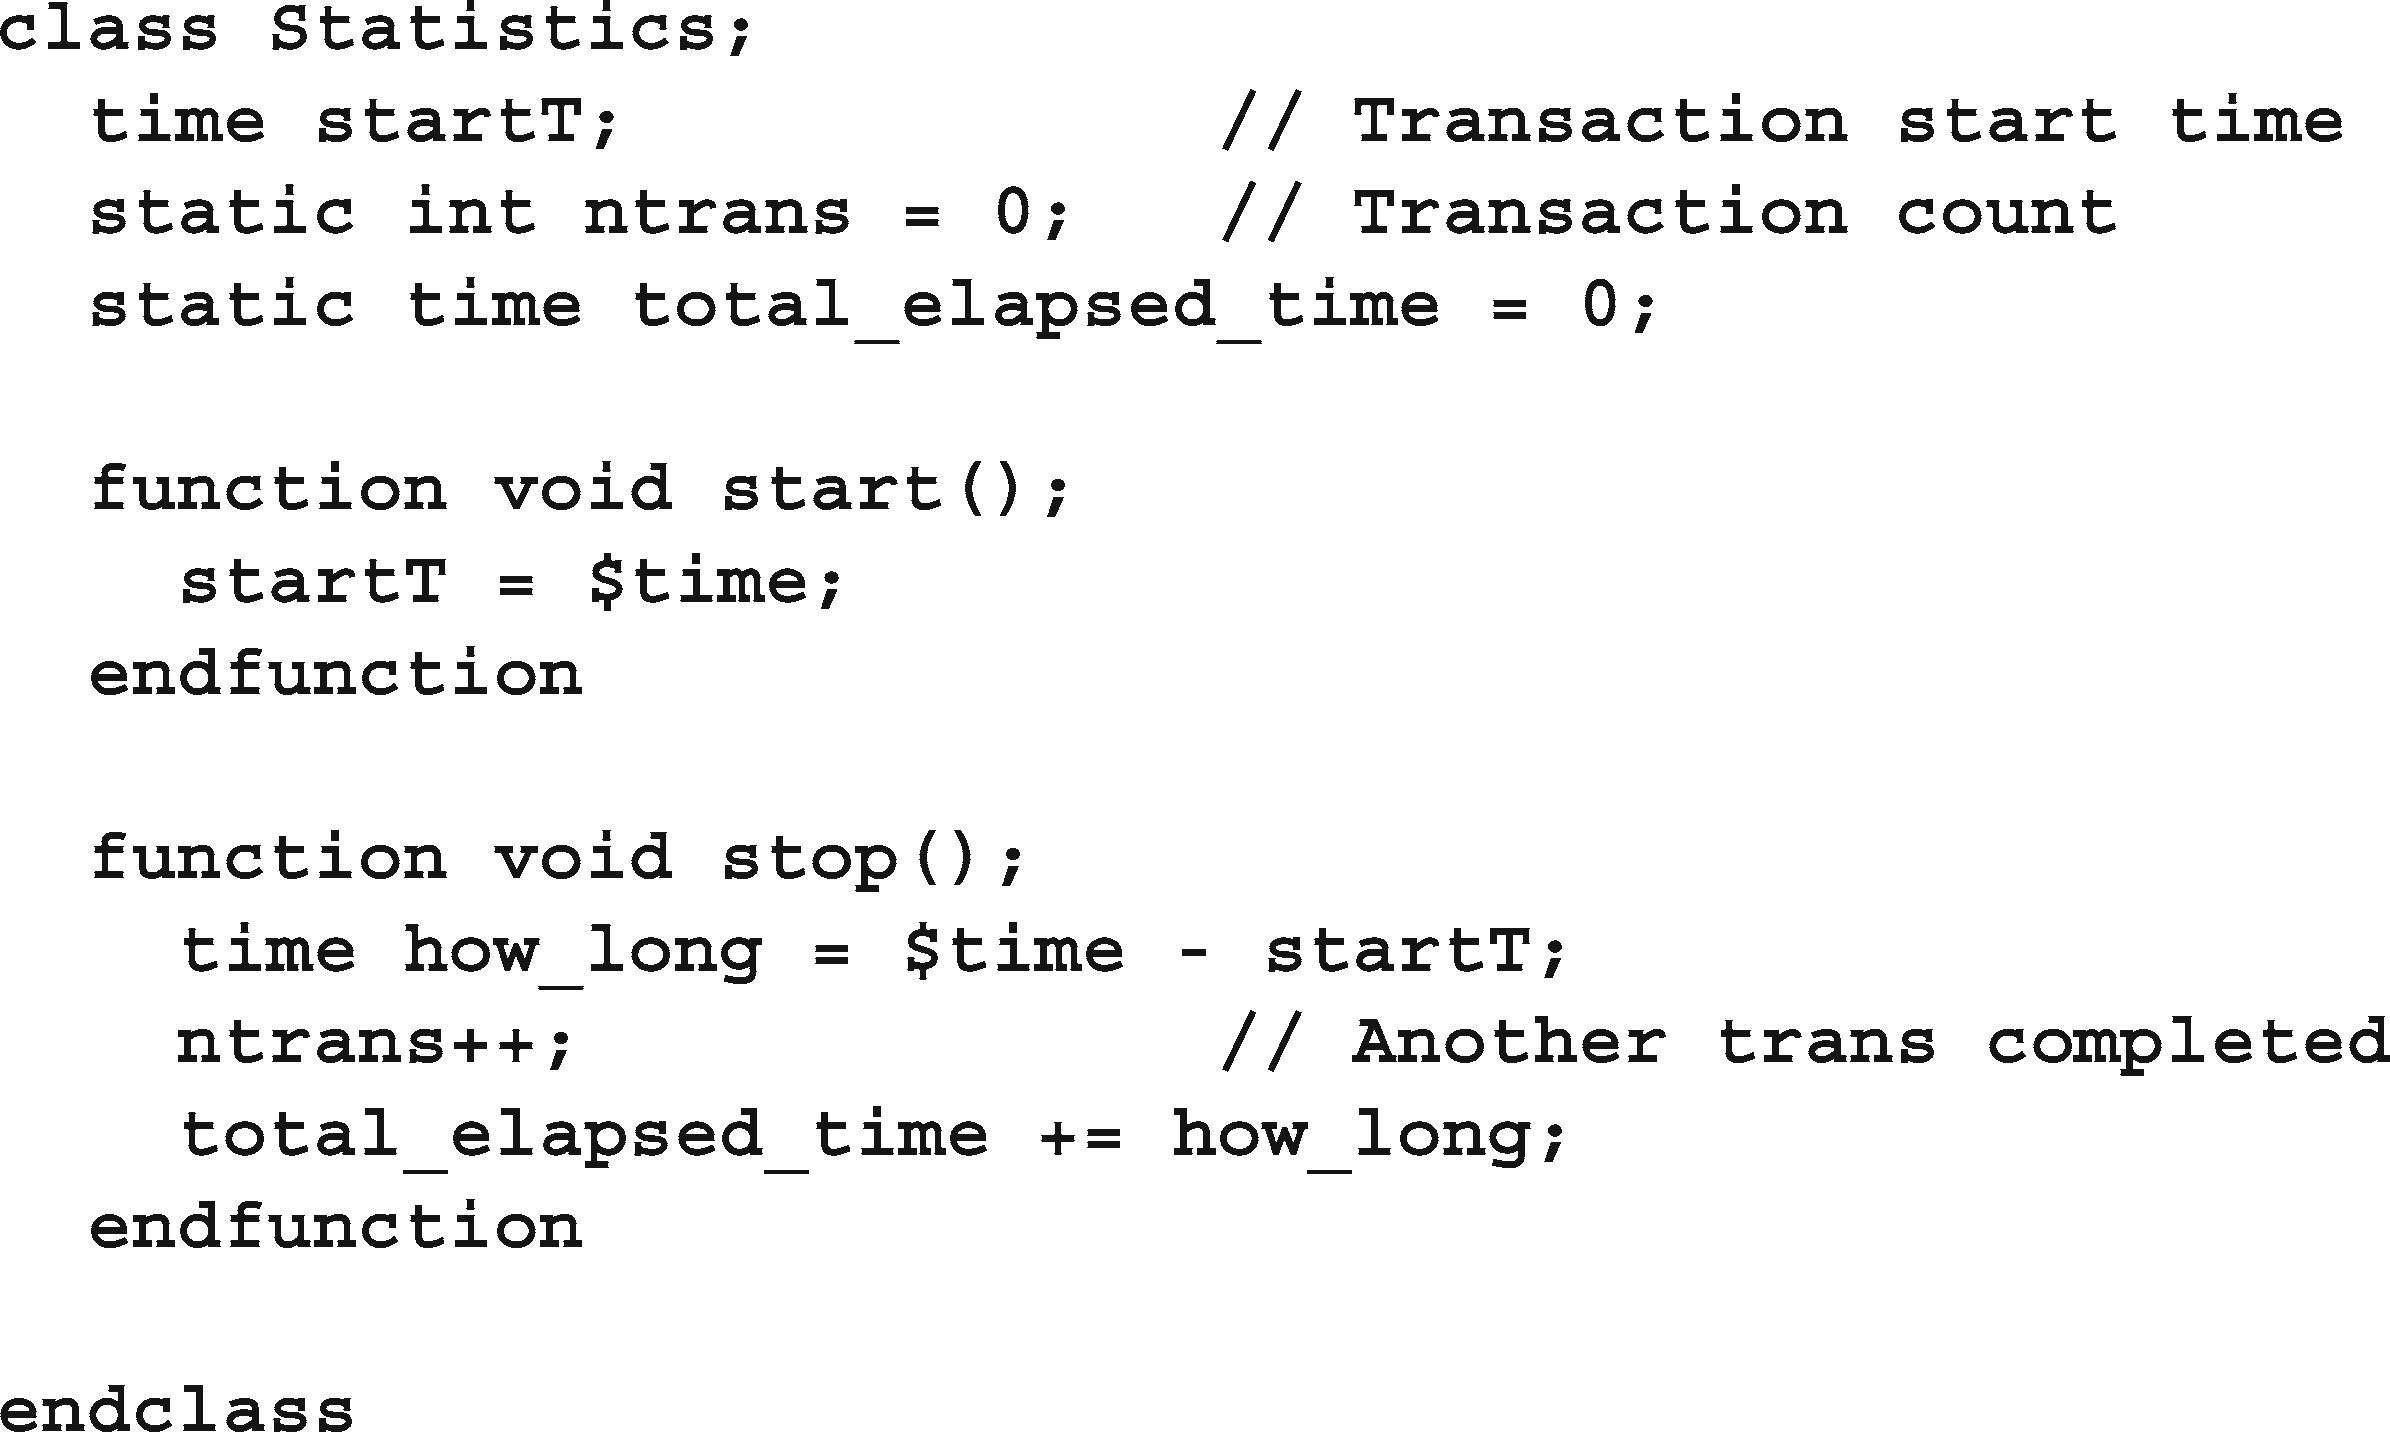 class Statistics;
  time startT;              // Transaction start time
  static int ntrans = 0;   // Transaction count
  static time total_elapsed_time = 0;

  function void start();
    startT = $time;
  endfunction

  function void stop();
    time how_long = $time - startT;
    ntrans++;               // Another trans completed
    total_elapsed_time += how_long;
  endfunction

endclass